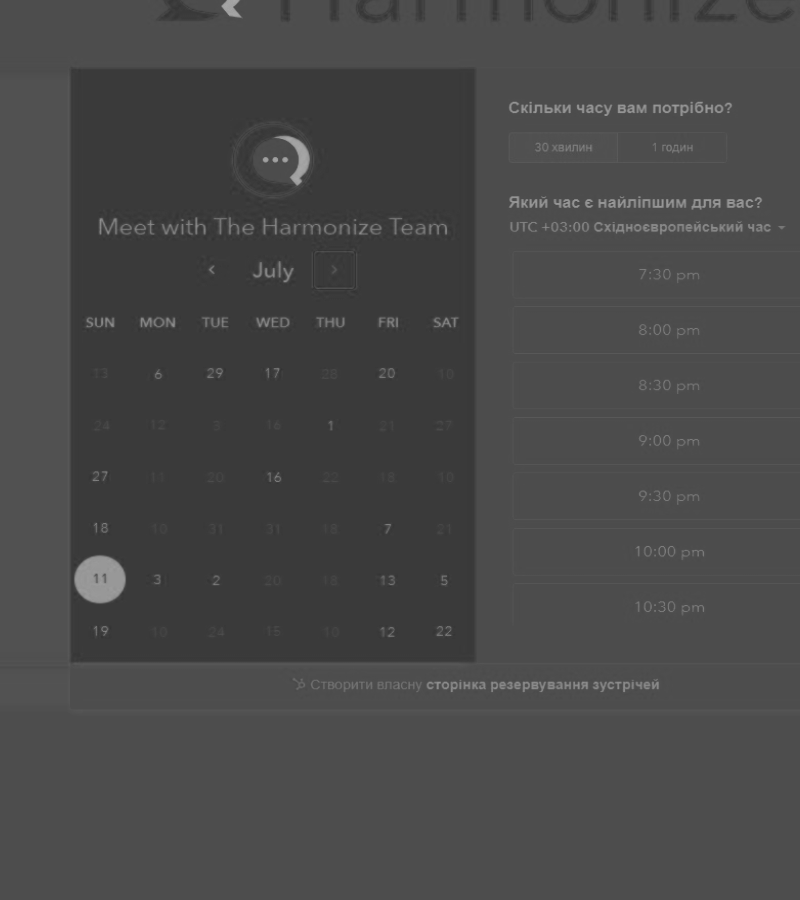 Harmonize
Meet with The Harmonize Team
July
SUN MON TUE WED THU FRI SAT
13 6 29 17 28 20 10
24 12 3 16 1 21 27
27 11 20 16 22 18 10
18 10 31 31 18 7 21
11 3 2 20 18 13 5
19 10 24 15 10 12 22
Скільки часу вам потрібно?
30 хвилин 1 годин
Який час є найліпшим для вас?
UTC +03:00 Східноєвропейський час
7:30 pm
8:00 pm
8:30 pm
9:00 pm
9:30 pm
10:00 pm
10:30 pm
Створити власну сторінка резервування зустрічей